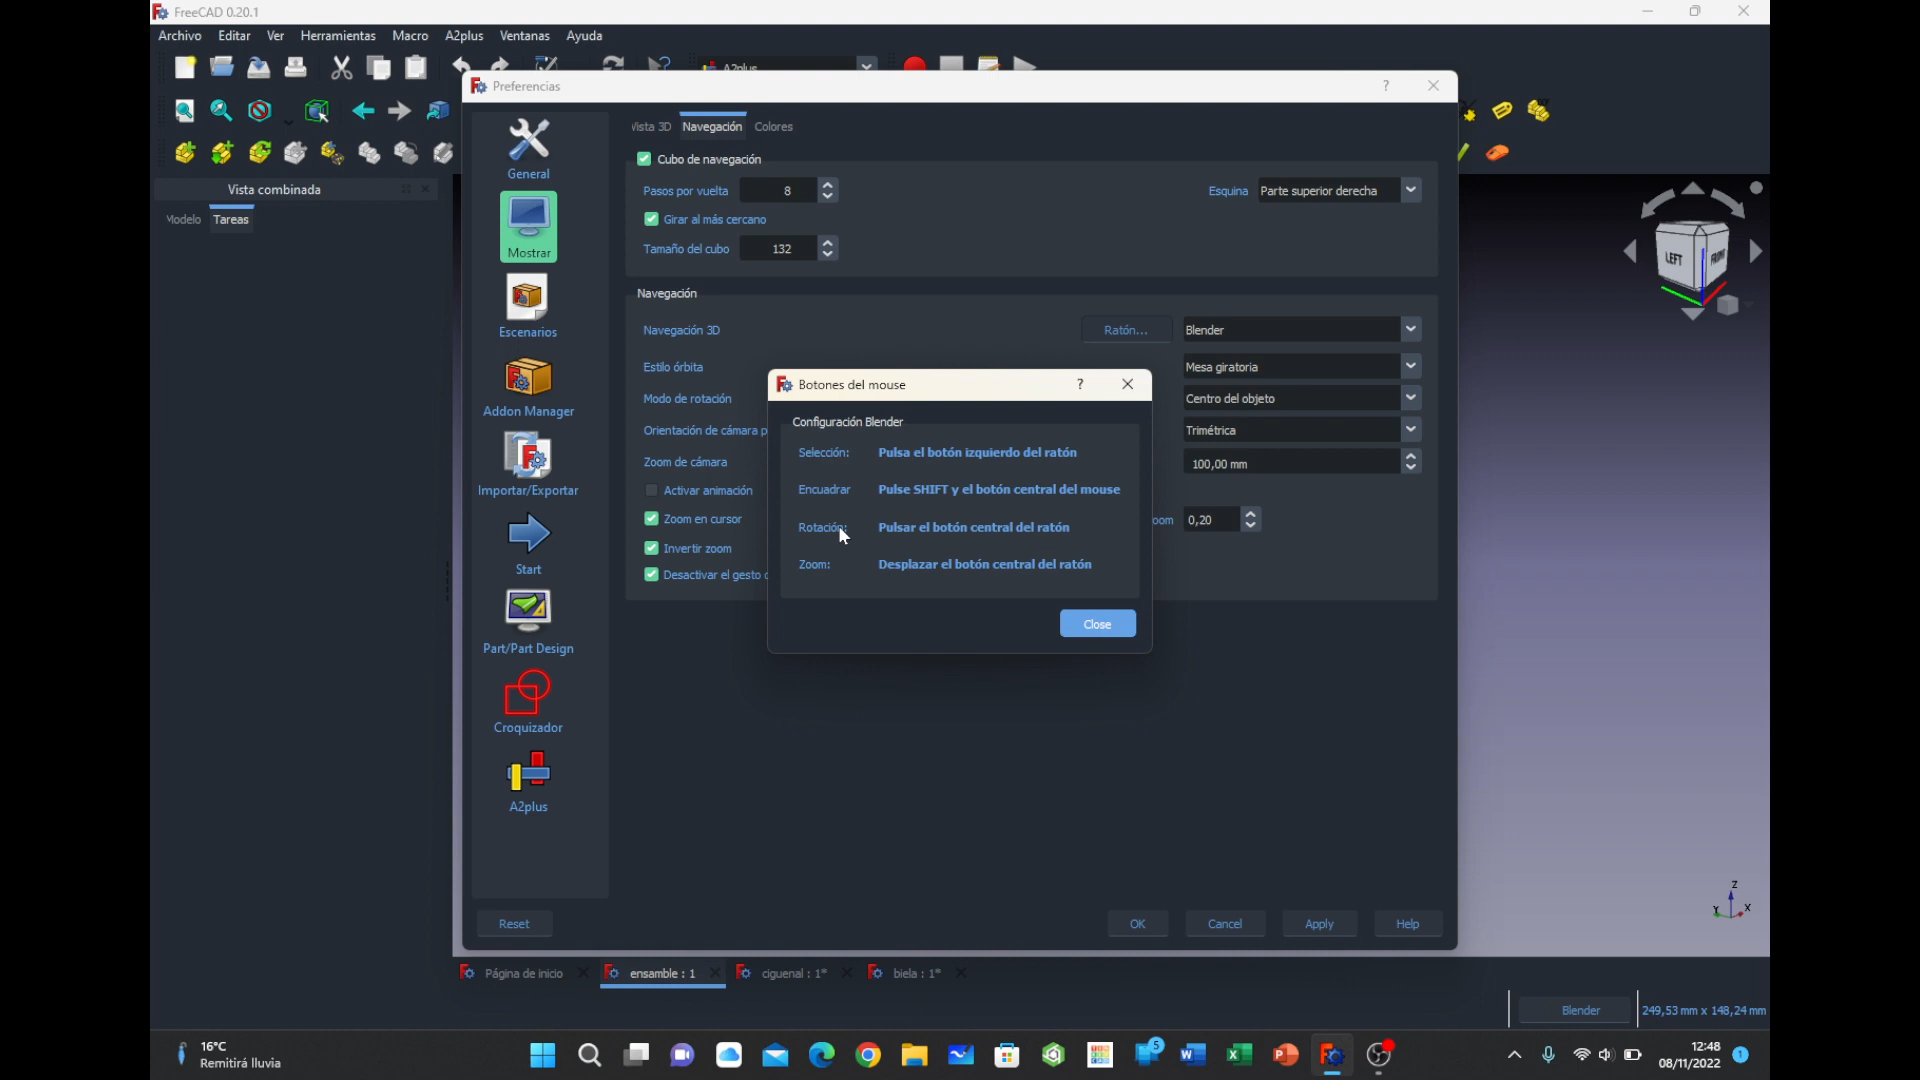 FreeCAD 0.20.1
Archivo Editar Ver Herramientas Macro A2plus Ventanas Ayuda
A2plus
Preferencias
Vista combinada
Modelo Tareas
General
Mostrar
Escenarios
Addon Manager
Importar/Exportar
Start
Part/Part Design
Croquizador
A2plus
Vista 3D Navegación Colores
Cubo de navegación
Pasos por vuelta 8 Esquina Parte superior derecha
Girar al más cercano
Tamaño del cubo 132
Navegación
Navegación 3D Ratón... Blender
Estilo órbita Mesa giratoria
Modo de rotación Centro del objeto
Orientación de cámara p Trimétrica
Zoom de cámara 100,00 mm
Activar animación
Zoom en cursor oom 0,20
Invertir zoom
Desactivar el gesto
Botones del mouse
Configuración Blender
Selección: Pulsa el botón izquierdo del ratón
Encuadrar Pulse SHIFT y el botón central del mouse
Rotación: Pulsar el botón central del ratón
Zoom: Desplazar el botón central del ratón
Close
Reset OK Cancel Apply Help
LEFT FRONT
Z
Y X
Página de inicio ensamble : 1 ciguenal : 1* biela : 1*
Blender 249,53 mm x 148,24 mm
16°C
Remitirá lluvia
5
12:48
08/11/2022
1